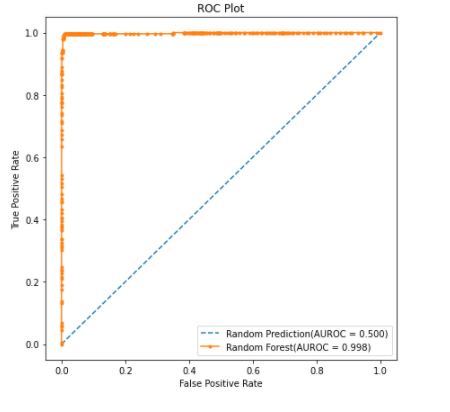 ROC Plot
1.0
0.8
0.6
0.4
0.2
0.0
True Positive Rate
Random Prediction(AUROC = 0.500)
Random Forest(AUROC = 0.998)
0.0 0.2 0.4 0.6 0.8 1.0
False Positive Rate